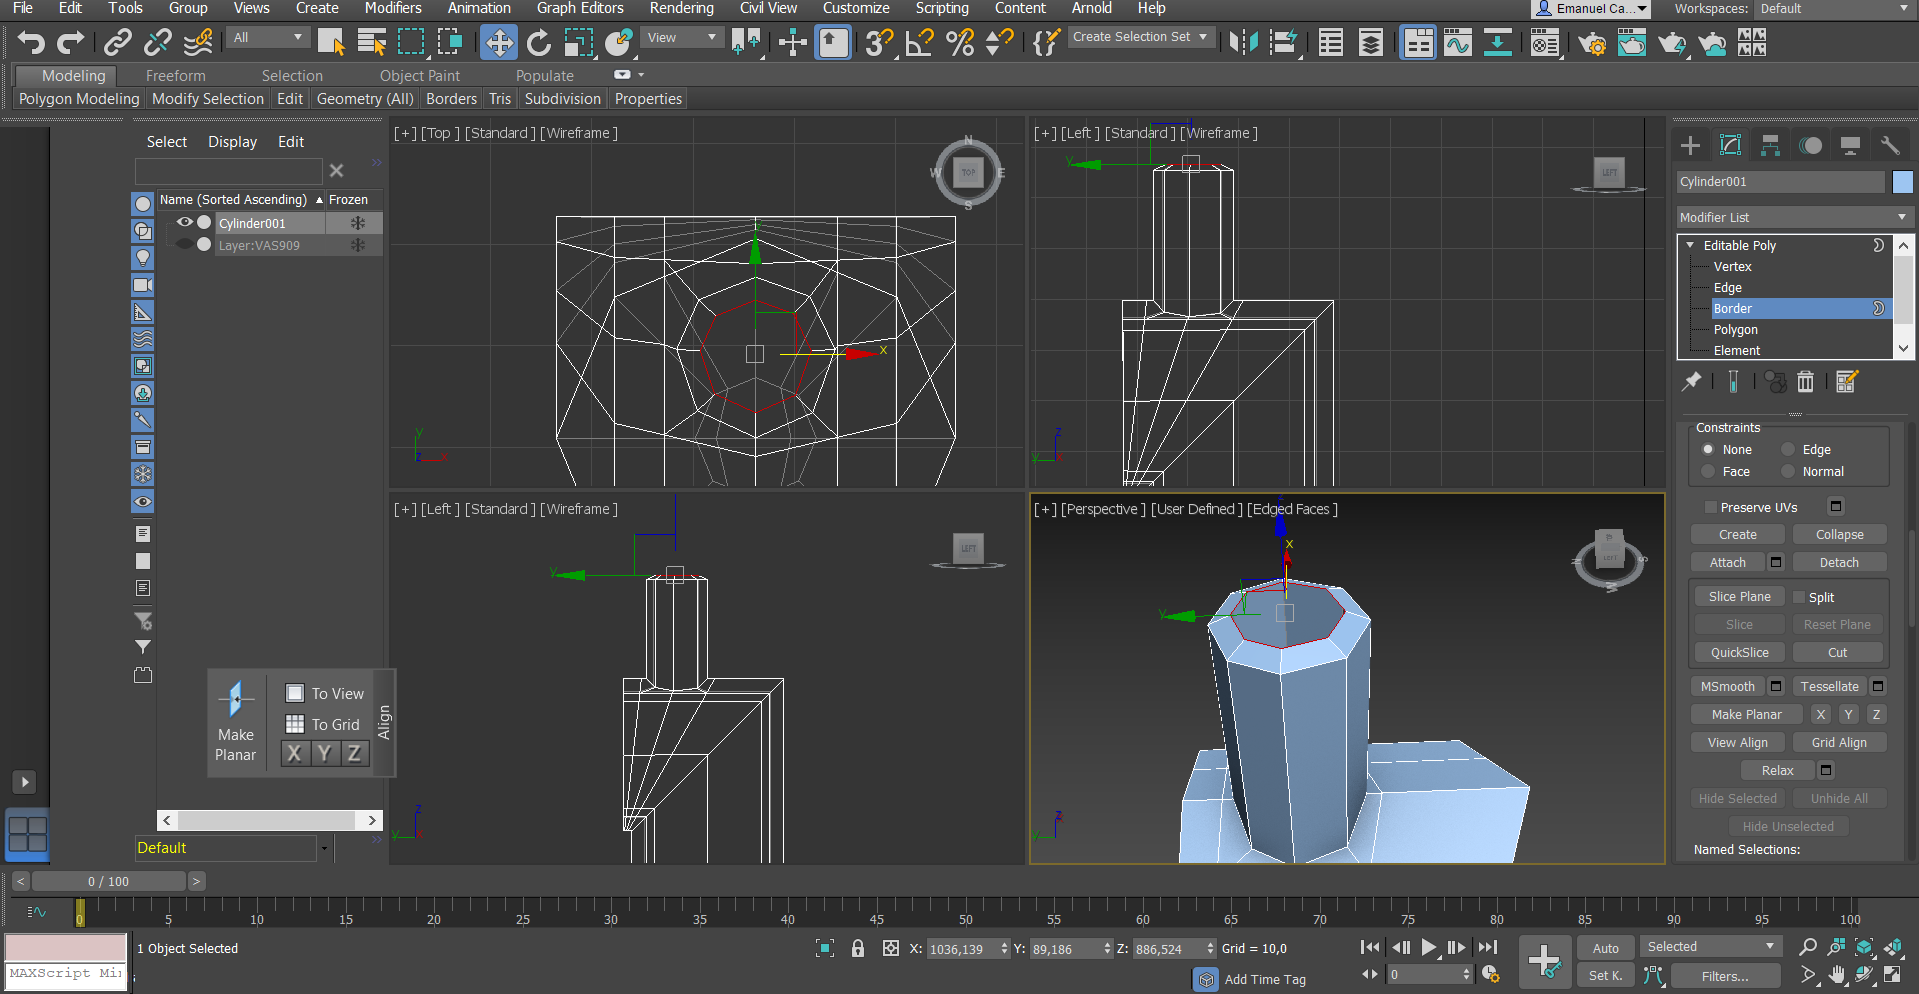 File Edit Tools Group Views Create Modifiers Animation Graph Editors Rendering Civil View Customize Scripting Content Arnold Help Emanuel Ca... Workspaces: Default
All View Create Selection Set
Modeling Freeform Selection Object Paint Populate
Polygon Modeling Modify Selection Edit Geometry (All) Borders Tris Subdivision Properties
Select Display Edit
Name (Sorted Ascending) Frozen
Cylinder001
Layer:VAS909
Make Planar
To View
To Grid
X Y Z
Align
Default
[+] [Top ] [Standard ] [Wireframe ]
N
W TOP E
S
y
x
y
z x
[+] [Left ] [Standard ] [Wireframe ]
LEFT
y
z
y x
[+] [Left ] [Standard ] [Wireframe ]
LEFT
y
z
y x
[+] [Perspective ] [User Defined ] [Edged Faces ]
LEFT
N S
W
z
x
y
z
y
Cylinder001
Modifier List
Editable Poly
Vertex
Edge
Border
Polygon
Element
Constraints
None Edge
Face Normal
Preserve UVs
Create Collapse
Attach Detach
Slice Plane Split
Slice Reset Plane
QuickSlice Cut
MSmooth Tessellate
Make Planar X Y Z
View Align Grid Align
Relax
Hide Selected Unhide All
Hide Unselected
Named Selections:
< 0 / 100 >
0 5 10 15 20 25 30 35 40 45 50 55 60 65 70 75 80 85 90 95 100
1 Object Selected
MAXScript Mi
X: 1036,139 Y: 89,186 Z: 886,524 Grid = 10,0
Add Time Tag
0
Auto Selected
Set K. Filters...